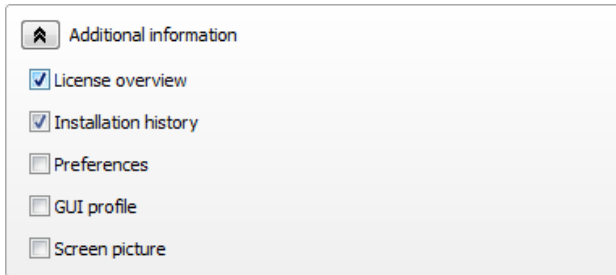 Additional information
License overview
Installation history
Preferences
GUI profile
Screen picture